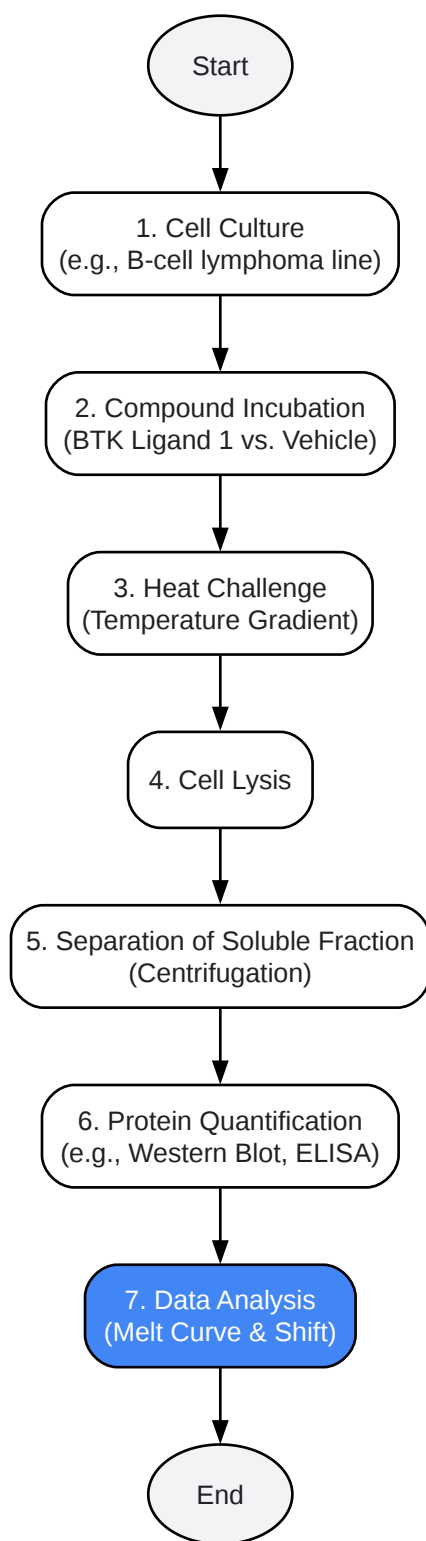 Start
1. Cell Culture
(e.g., B-cell lymphoma line)
2. Compound Incubation
(BTK Ligand 1 vs. Vehicle)
3. Heat Challenge
(Temperature Gradient)
4. Cell Lysis
5. Separation of Soluble Fraction
(Centrifugation)
6. Protein Quantification
(e.g., Western Blot, ELISA)
7. Data Analysis
(Melt Curve & Shift)
End